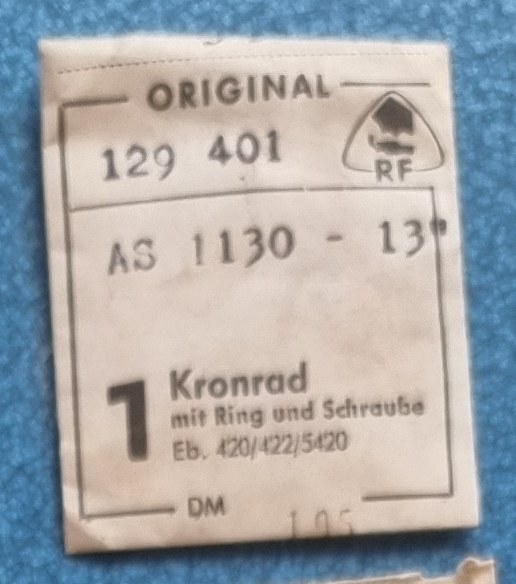 ORIGINAL
RF
129 401
AS 1130 - 13"
1 Kronrad
mit Ring und Schraube
Eb. 420/422/5420
DM